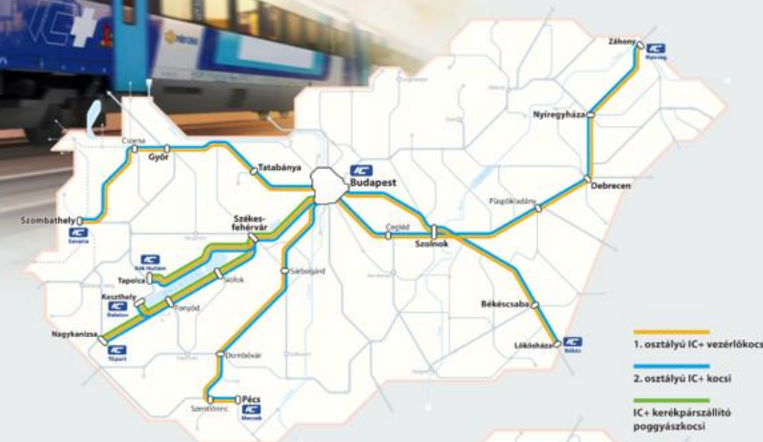 IC+
Záhony
IC
Nyírség
Nyíregyháza
Debrecen
Püspökladány
Csorna
Győr
Tatabánya
IC
Budapest
Szombathely
IC
Savaria
Székes-
fehérvár
Cegléd
Szolnok
IC
Kék Hullám
Tapolca
Siófok
Sárbogárd
Keszthely
IC
Balaton
Fonyód
Békéscsaba
Nagykanizsa
IC
Tópart
Lőkösháza
IC
Békés
Dombóvár
Szentlőrinc
Pécs
IC
Mecsek
1. osztályú IC+ vezérlőkocsi
2. osztályú IC+ kocsi
IC+ kerékpárszállító
poggyászkocsi